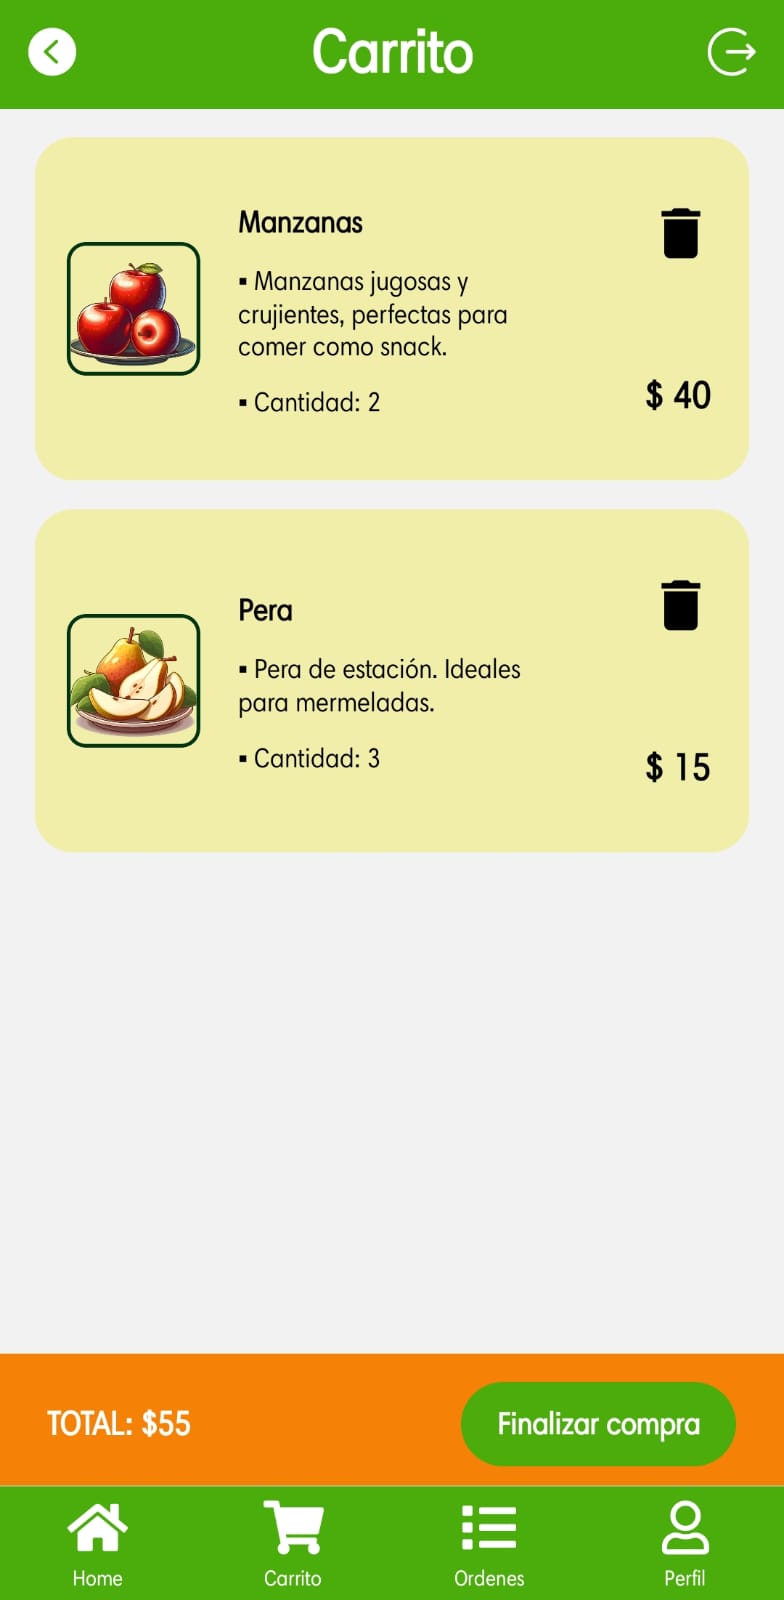 Carrito
Manzanas
▪ Manzanas jugosas y
crujientes, perfectas para
comer como snack.
▪ Cantidad: 2
$ 40
Pera
▪ Pera de estación. Ideales
para mermeladas.
▪ Cantidad: 3
$ 15
TOTAL: $55
Finalizar compra
Home
Carrito
Ordenes
Perfil